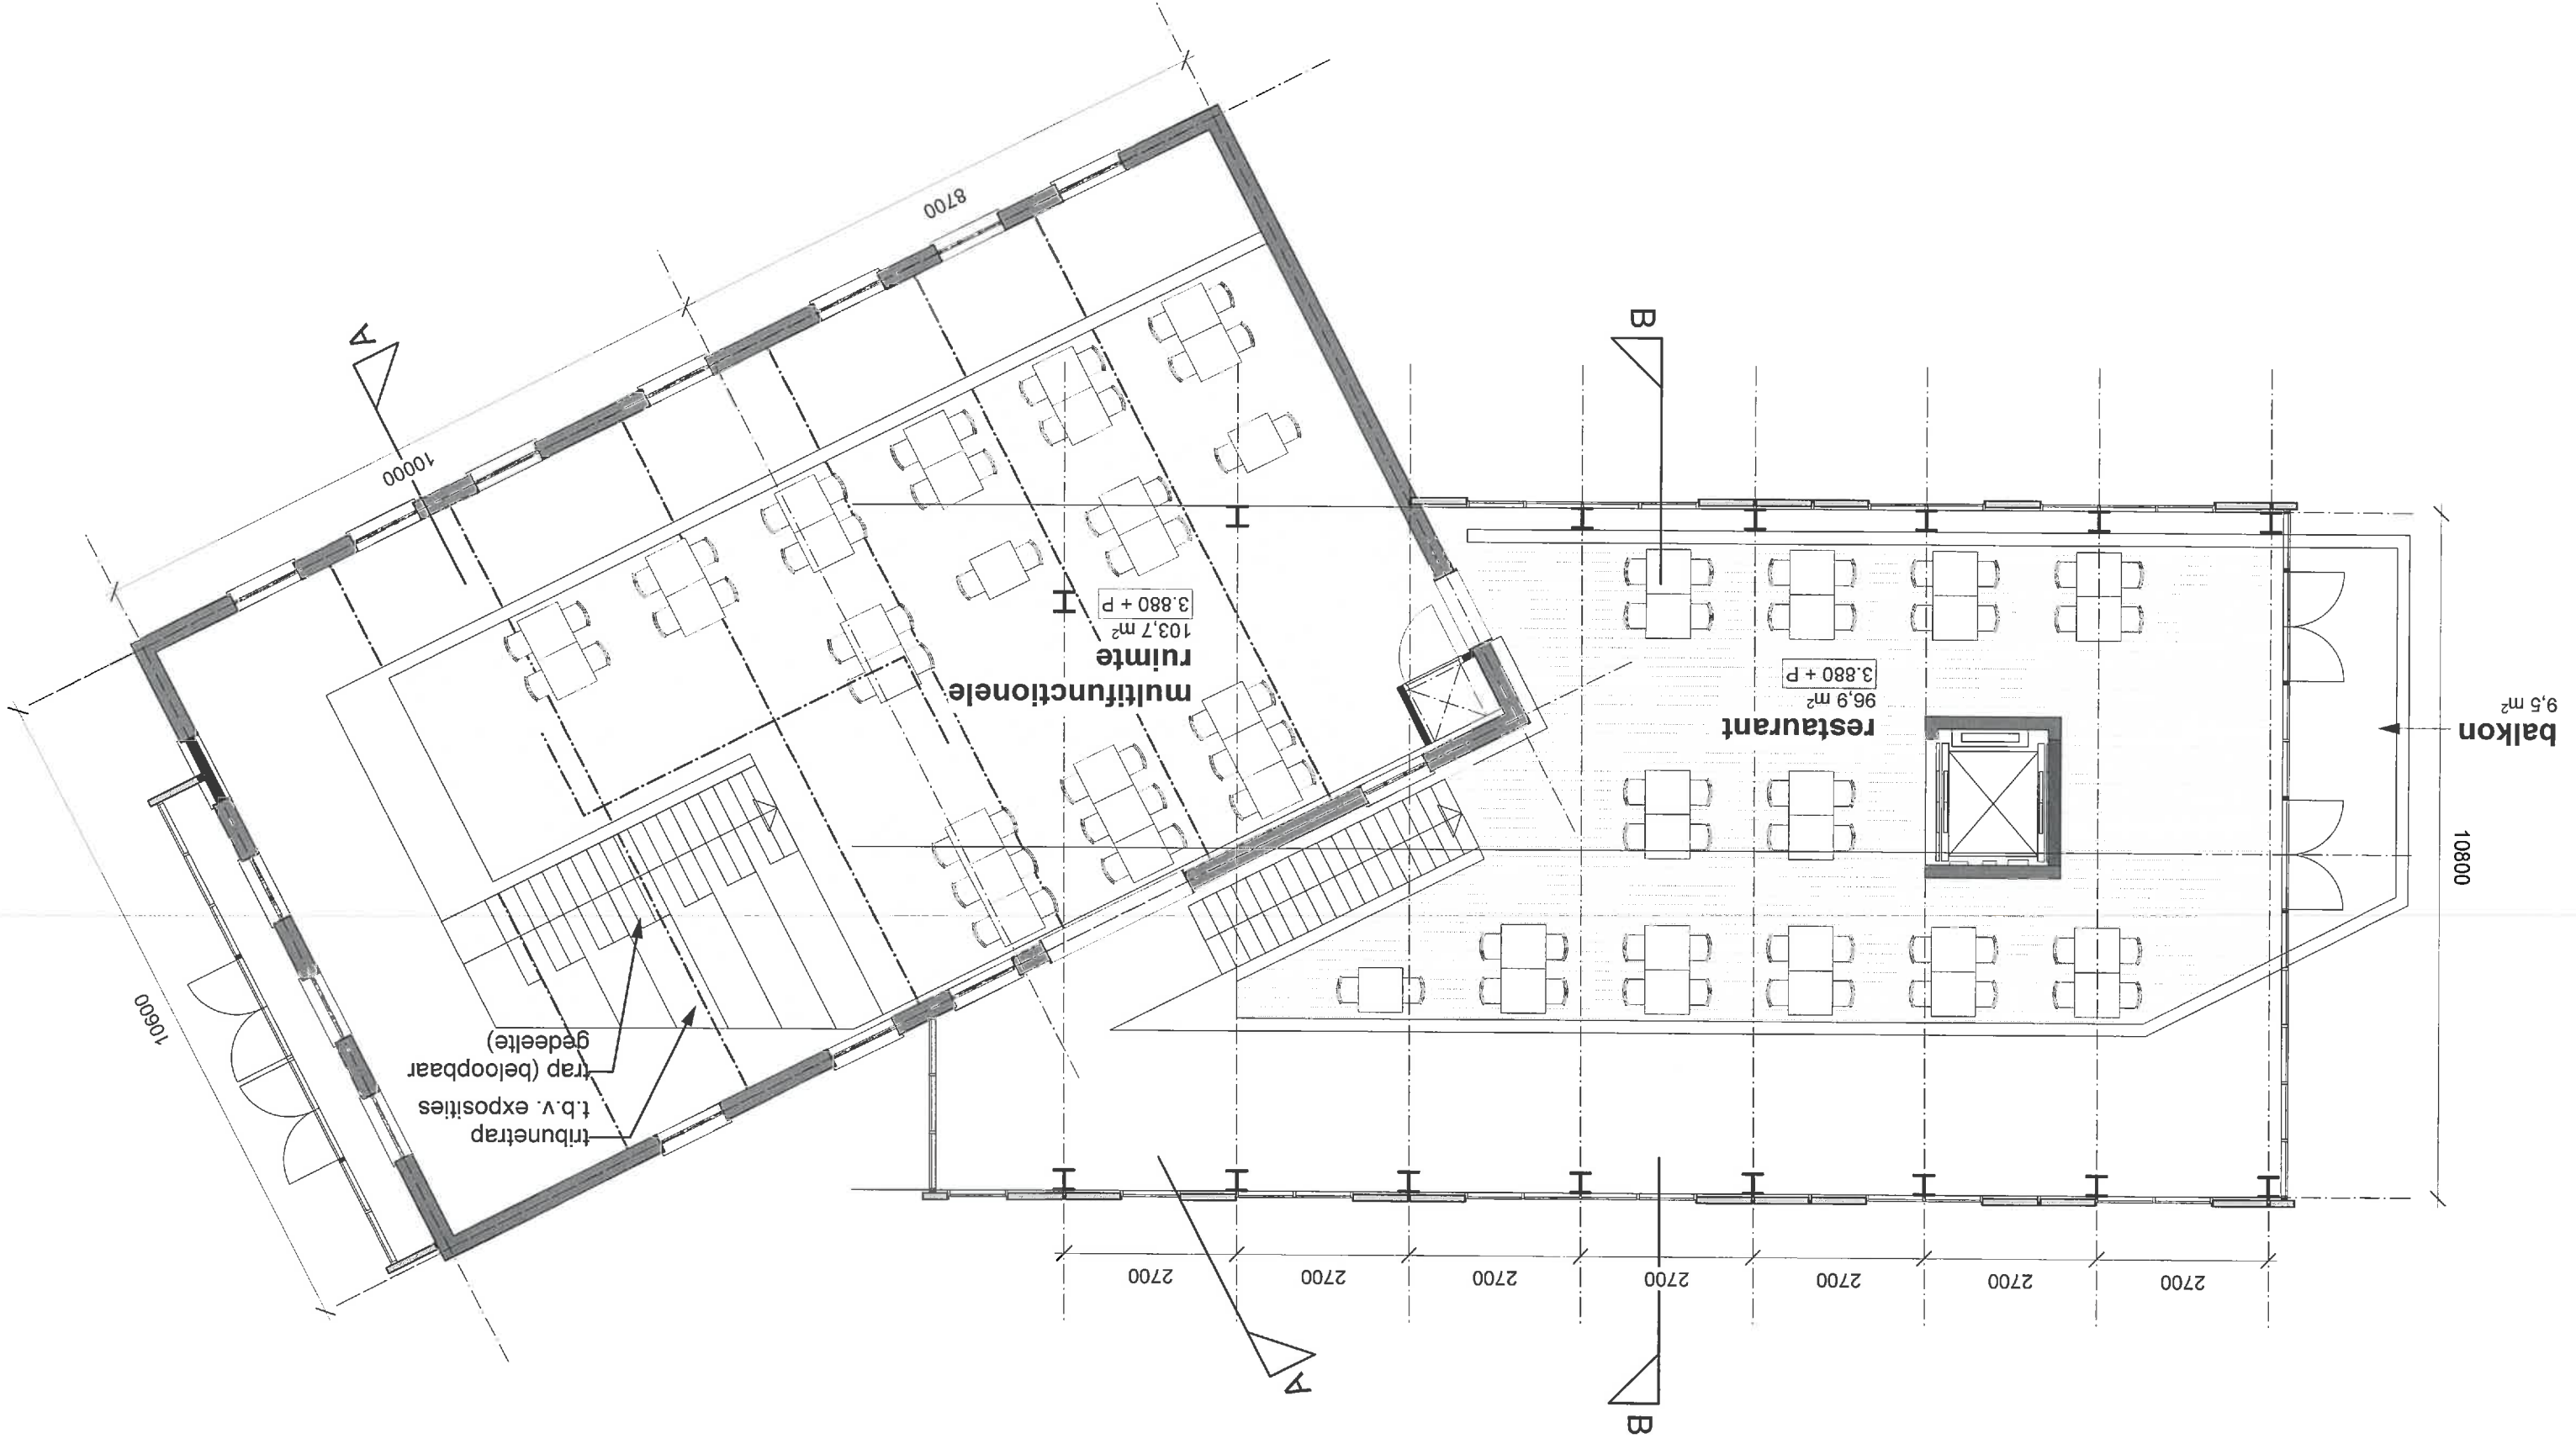 8700
10000
A
B
multifunctionele
ruimte
103,7 m²
3.880 + P
restaurant
96,9 m²
3.880 + P
balkon
9,5 m²
10800
10600
tribunetrap
t.b.v. exposities
trap (beloopbaar
gedeelte)
2700
2700
2700
2700
2700
2700
2700
A
B